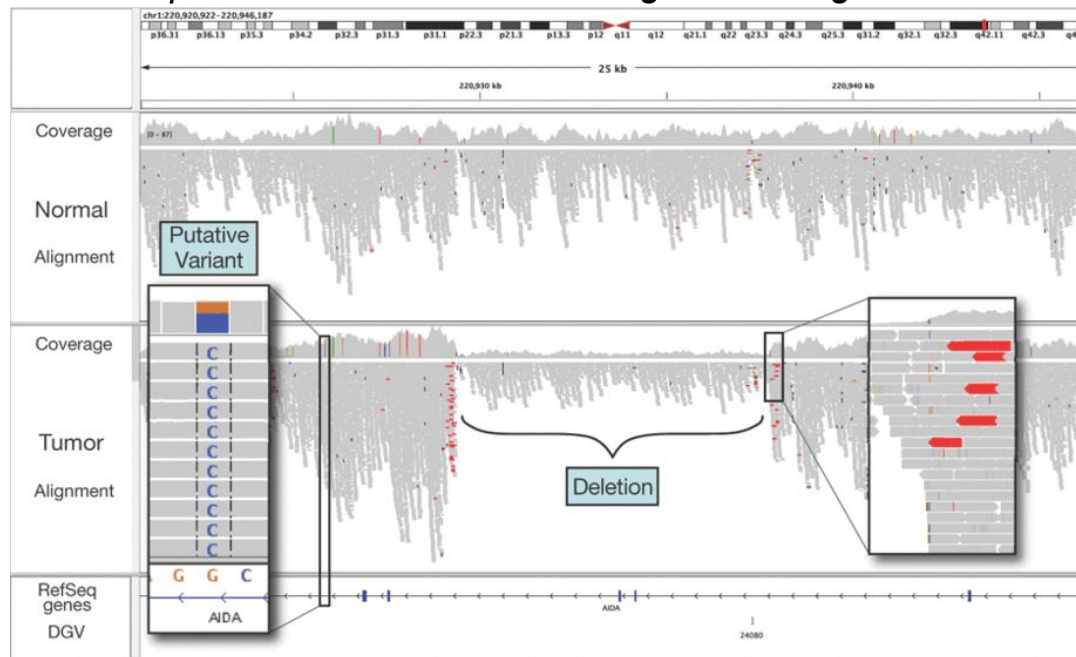 chr1:220,920,922-220,946,187
p36.31 p36.13 p35.3 p34.2 p32.3 p31.3 p31.1 p22.3 p21.3 p13.3 p12 q11 q12 q21.1 q22 q23.3 q24.3 q25.3 q31.2 q32.1 q32.3 q42.11 q42.3
25 kb
220,930 kb 220,940 kb
Coverage
[0 - 87]
Normal
Alignment
Putative
Variant
Coverage
C
C
C
C
C
C
C
C
C
C
C
Tumor
Alignment
Deletion
G G C
AIDA
RefSeq
genes
AIDA
DGV
24080